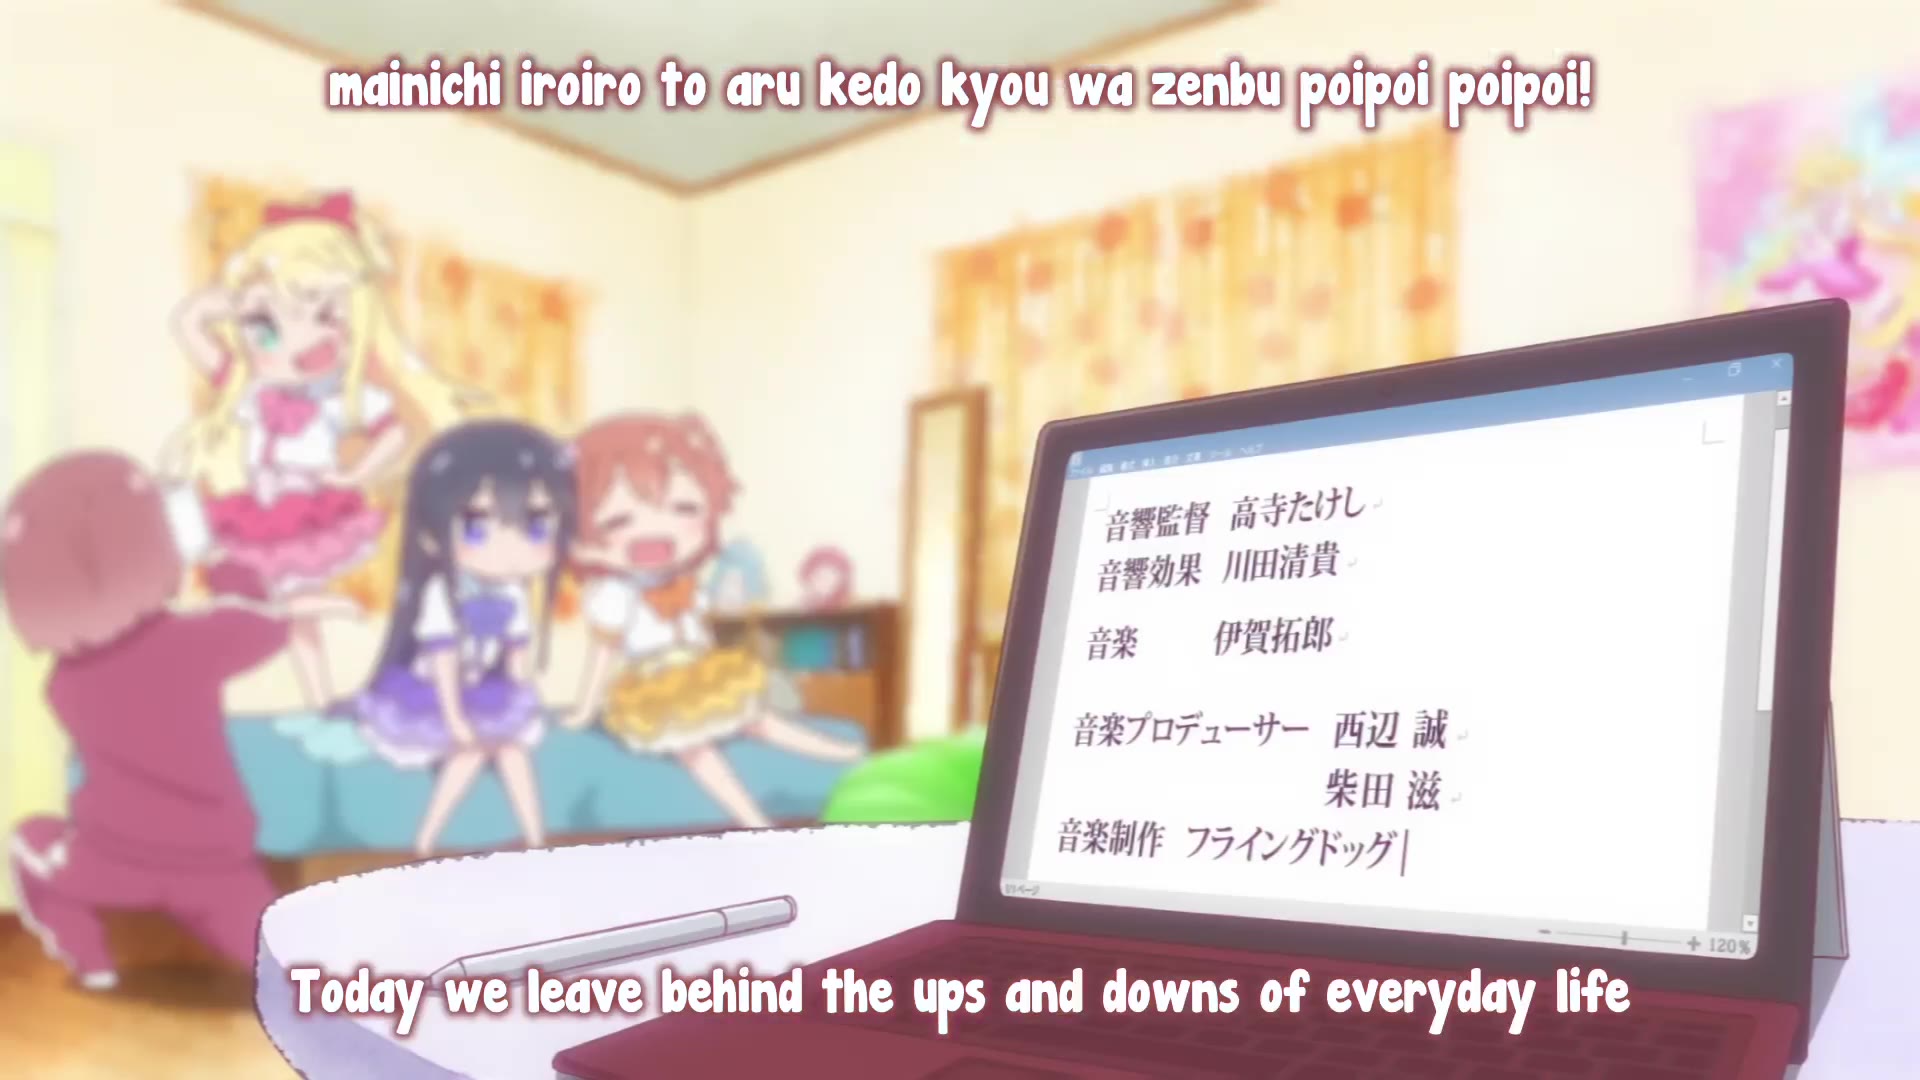 mainichi iroiro to aru kedo kyou wa zenbu poipoi poipoi!
音響監督 高寺たけし
音響効果 川田清貴
音楽 伊賀拓郎
音楽プロデューサー 西辺 誠
柴田 滋
音楽制作 フライングドッグ
120%
Today we leave behind the ups and downs of everyday life